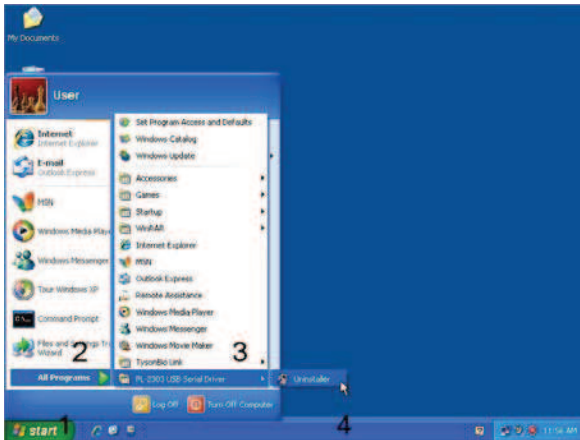 My Documents
User
Internet
Internet Explorer
E-mail
Outlook Express
MSN
Windows Media Playe
Windows Messenger
Tour Windows XP
Command Prompt
Files and Settings Tr
Wizard
2
All Programs
Set Program Access and Defaults
Windows Catalog
Windows Update
Accessories
Games
Startup
WinRAR
Internet Explorer
MSN
Outlook Express
Remote Assistance
Windows Media Player
Windows Messenger
Windows Movie Maker
3
TysonBio Link
PL-2303 USB Serial Driver
Uninstaller
Log Off
Turn Off Computer
start
1
4
11:56 AM